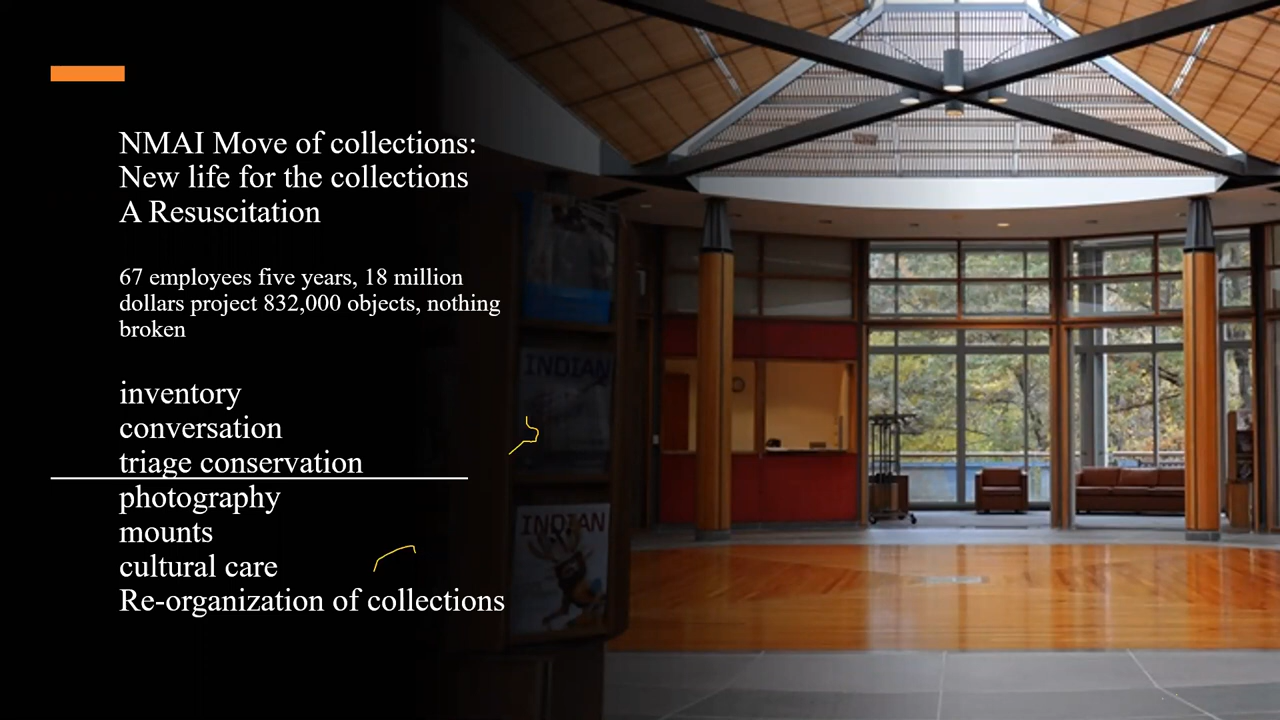 NMAI Move of collections:
New life for the collections
A Resuscitation
67 employees five years, 18 million
dollars project 832,000 objects, nothing
broken
inventory
conversation
triage conservation
photography
mounts
cultural care
Re-organization of collections
INDIAN
INDIAN